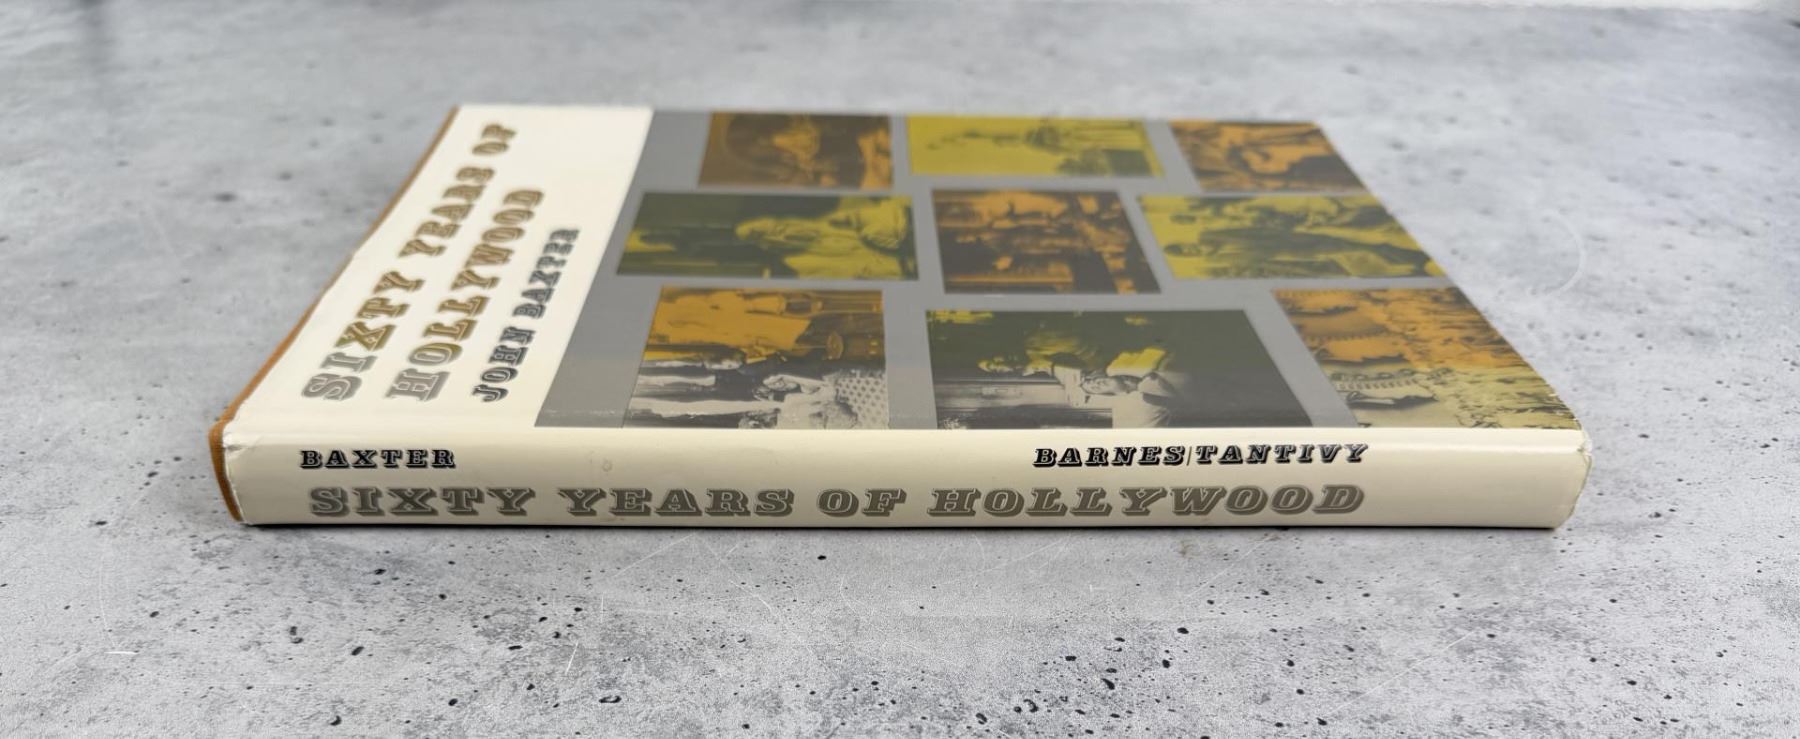 SIXTY YEARS OF
HOLLYWOOD
JOHN BAXTER
BAXTER
BARNES/TANTIVY
SIXTY YEARS OF HOLLYWOOD